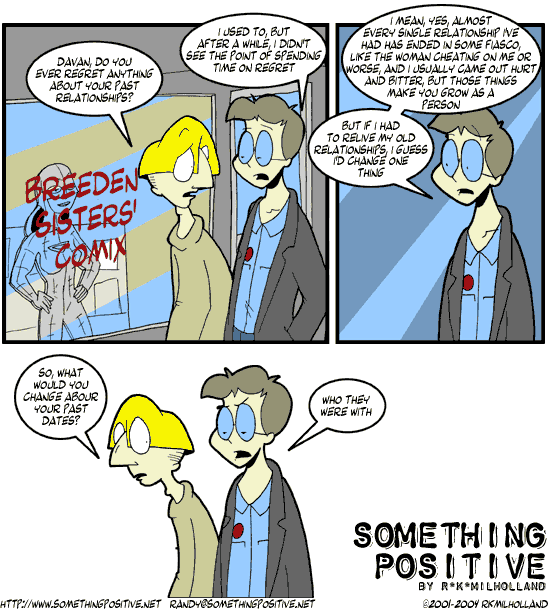 DAVAN, DO YOU
EVER REGRET ANYTHING
ABOUT YOUR PAST
RELATIONSHIPS?
I USED TO, BUT
AFTER A WHILE, I DIDN'T
SEE THE POINT OF SPENDING
TIME ON REGRET
BREEDEN
SISTERS'
COMIX
I MEAN, YES, ALMOST
EVERY SINGLE RELATIONSHIP I'VE
HAD HAS ENDED IN SOME FIASCO,
LIKE THE WOMAN CHEATING ON ME OR
WORSE, AND I USUALLY CAME OUT HURT
AND BITTER, BUT THOSE THINGS
MAKE YOU GROW AS A
PERSON
BUT IF I HAD
TO RELIVE MY OLD
RELATIONSHIPS, I GUESS
I'D CHANGE ONE
THING
SO, WHAT
WOULD YOU
CHANGE ABOUR
YOUR PAST
DATES?
WHO THEY
WERE WITH
SOMETHING
POSITIVE
BY R*K*MILHOLLAND
HTTP://WWW.SOMETHINGPOSITIVE.NET RANDY@SOMETHINGPOSITIVE.NET ©2001-2009 RKMILHOLLAND